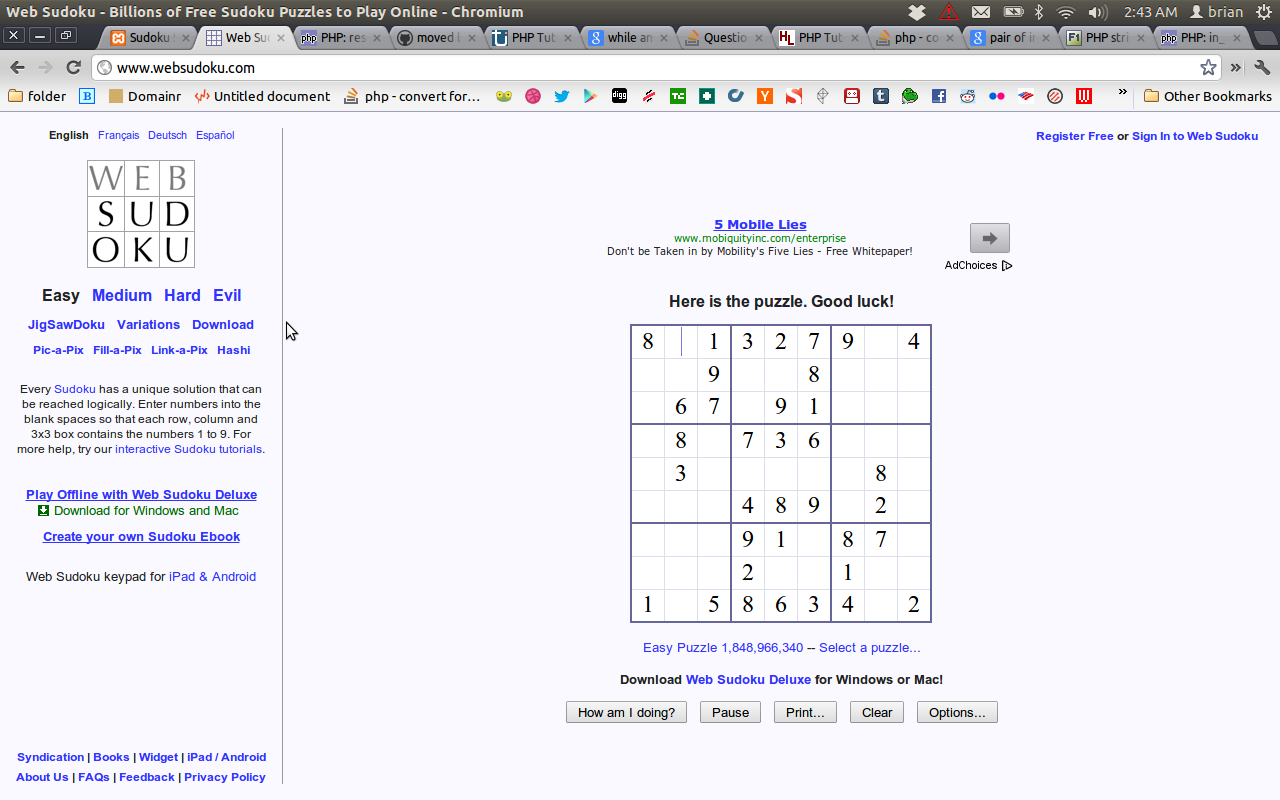 Web Sudoku - Billions of Free Sudoku Puzzles to Play Online - Chromium 2:43 AM brian
Sudoku Web Su PHP: res moved PHP Tut while an Questio PHP Tut php - co pair of i PHP stri PHP: in_
www.websudoku.com
folder Domainr Untitled document php - convert for... Other Bookmarks
English Français Deutsch Español
Register Free or Sign In to Web Sudoku
WEB
SUD
OKU
5 Mobile Lies
www.mobiquityinc.com/enterprise
Don't be Taken in by Mobility's Five Lies - Free Whitepaper!
AdChoices
Easy Medium Hard Evil
Here is the puzzle. Good luck!
JigSawDoku Variations Download
Pic-a-Pix Fill-a-Pix Link-a-Pix Hashi
Every Sudoku has a unique solution that can
be reached logically. Enter numbers into the
blank spaces so that each row, column and
3x3 box contains the numbers 1 to 9. For
more help, try our interactive Sudoku tutorials.
Play Offline with Web Sudoku Deluxe
Download for Windows and Mac
Create your own Sudoku Ebook
Web Sudoku keypad for iPad & Android
8 1 3 2 7 9 4
9 8
6 7 9 1
8 7 3 6
3 8
4 8 9 2
9 1 8 7
2 1
1 5 8 6 3 4 2
Easy Puzzle 1,848,966,340 -- Select a puzzle...
Download Web Sudoku Deluxe for Windows or Mac!
How am I doing? Pause Print... Clear Options...
Syndication | Books | Widget | iPad / Android
About Us | FAQs | Feedback | Privacy Policy